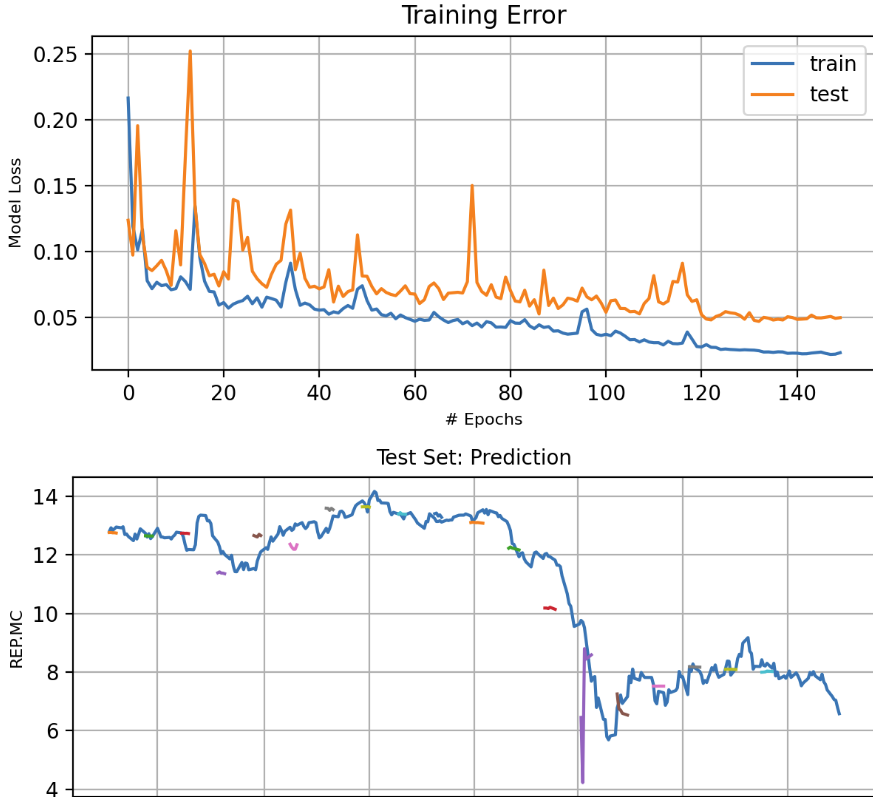 Training Error
0.25
0.20
0.15
0.10
0.05
Model Loss
train
test
0 20 40 60 80 100 120 140
# Epochs
Test Set: Prediction
14
12
10
8
6
4
REP.MC